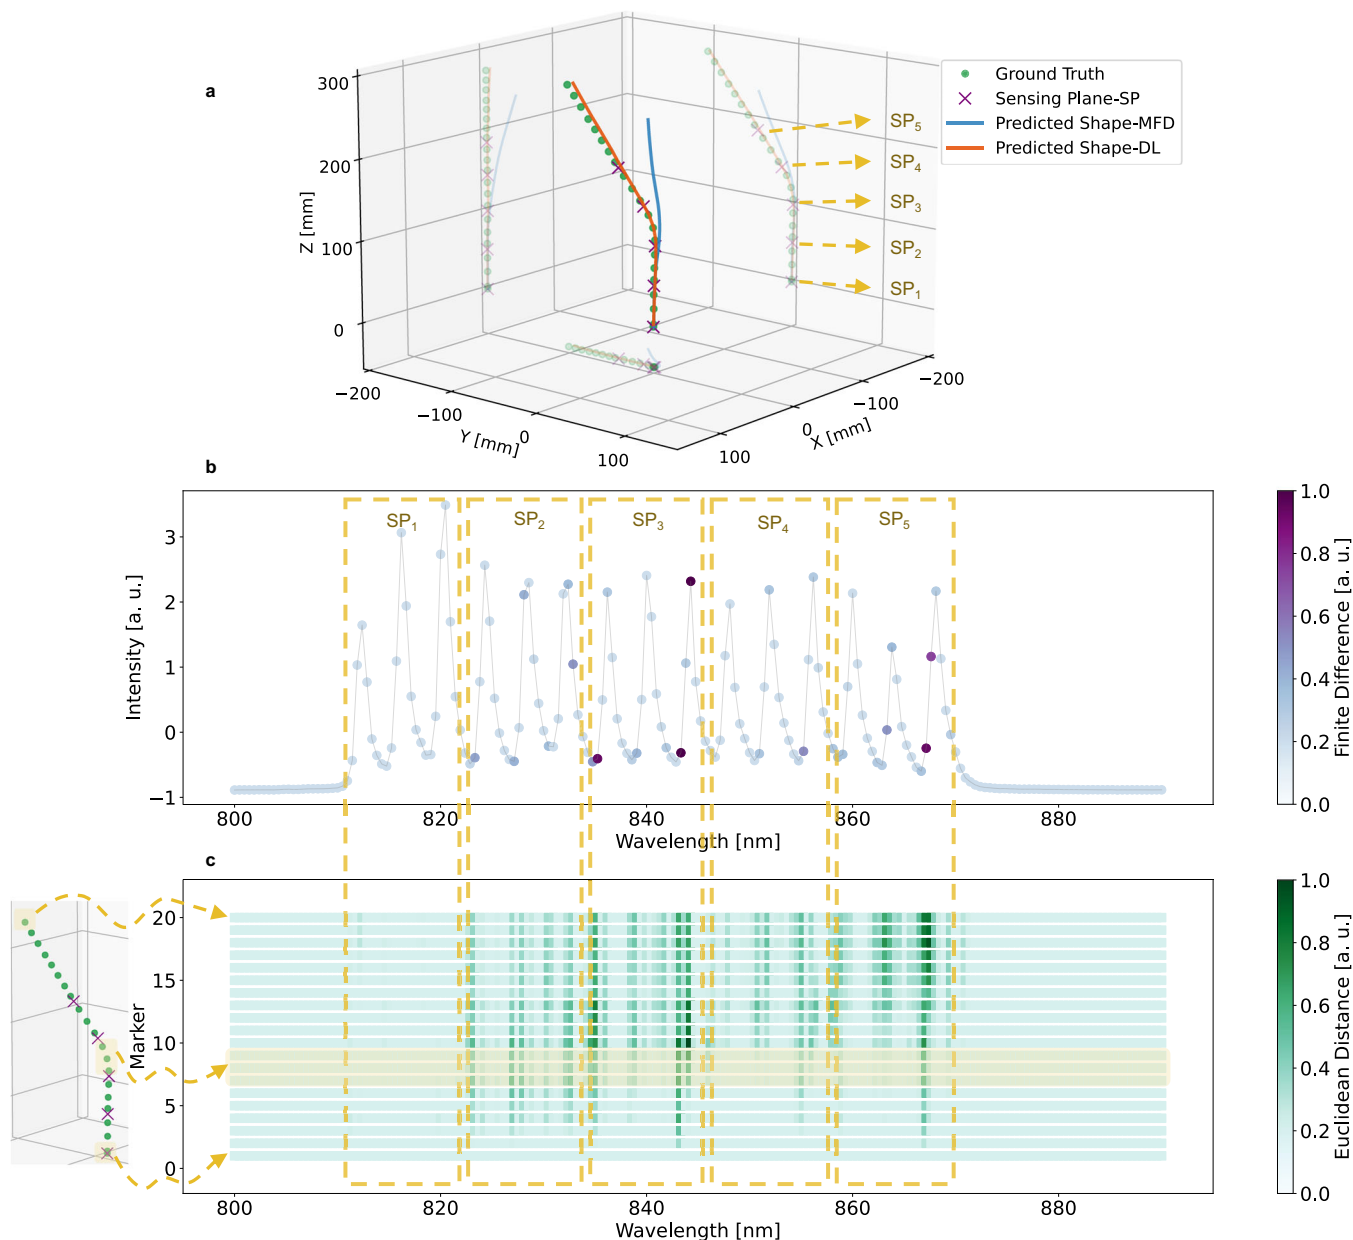 a
300
200
100
0
Z [mm]
−200
−100
0
100
Y [mm]
100
0
−100
−200
X [mm]
Ground Truth
Sensing Plane-SP
Predicted Shape-MFD
Predicted Shape-DL
SP5
SP4
SP3
SP2
SP1
b
SP1
SP2
SP3
SP4
SP5
3
2
1
0
−1
Intensity [a. u.]
800
820
840
860
880
Wavelength [nm]
1.0
0.8
0.6
0.4
0.2
0.0
Finite Difference [a. u.]
c
20
15
10
5
0
Marker
800
820
840
860
880
Wavelength [nm]
1.0
0.8
0.6
0.4
0.2
0.0
Euclidean Distance [a. u.]